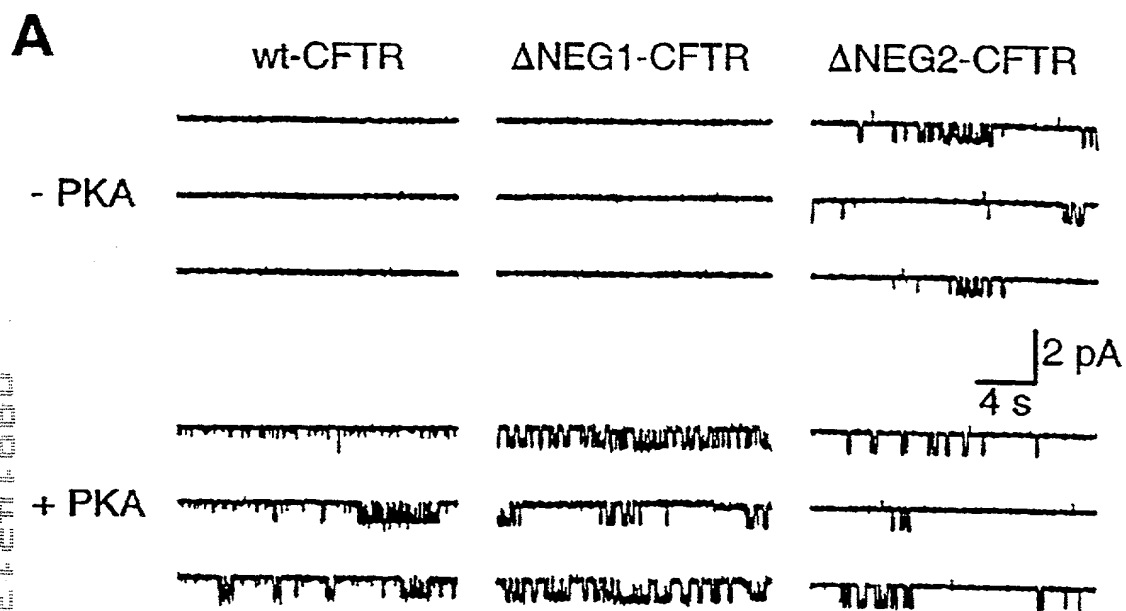 A
wt-CFTR ΔNEG1-CFTR ΔNEG2-CFTR
- PKA
2 pA
4 s
+ PKA